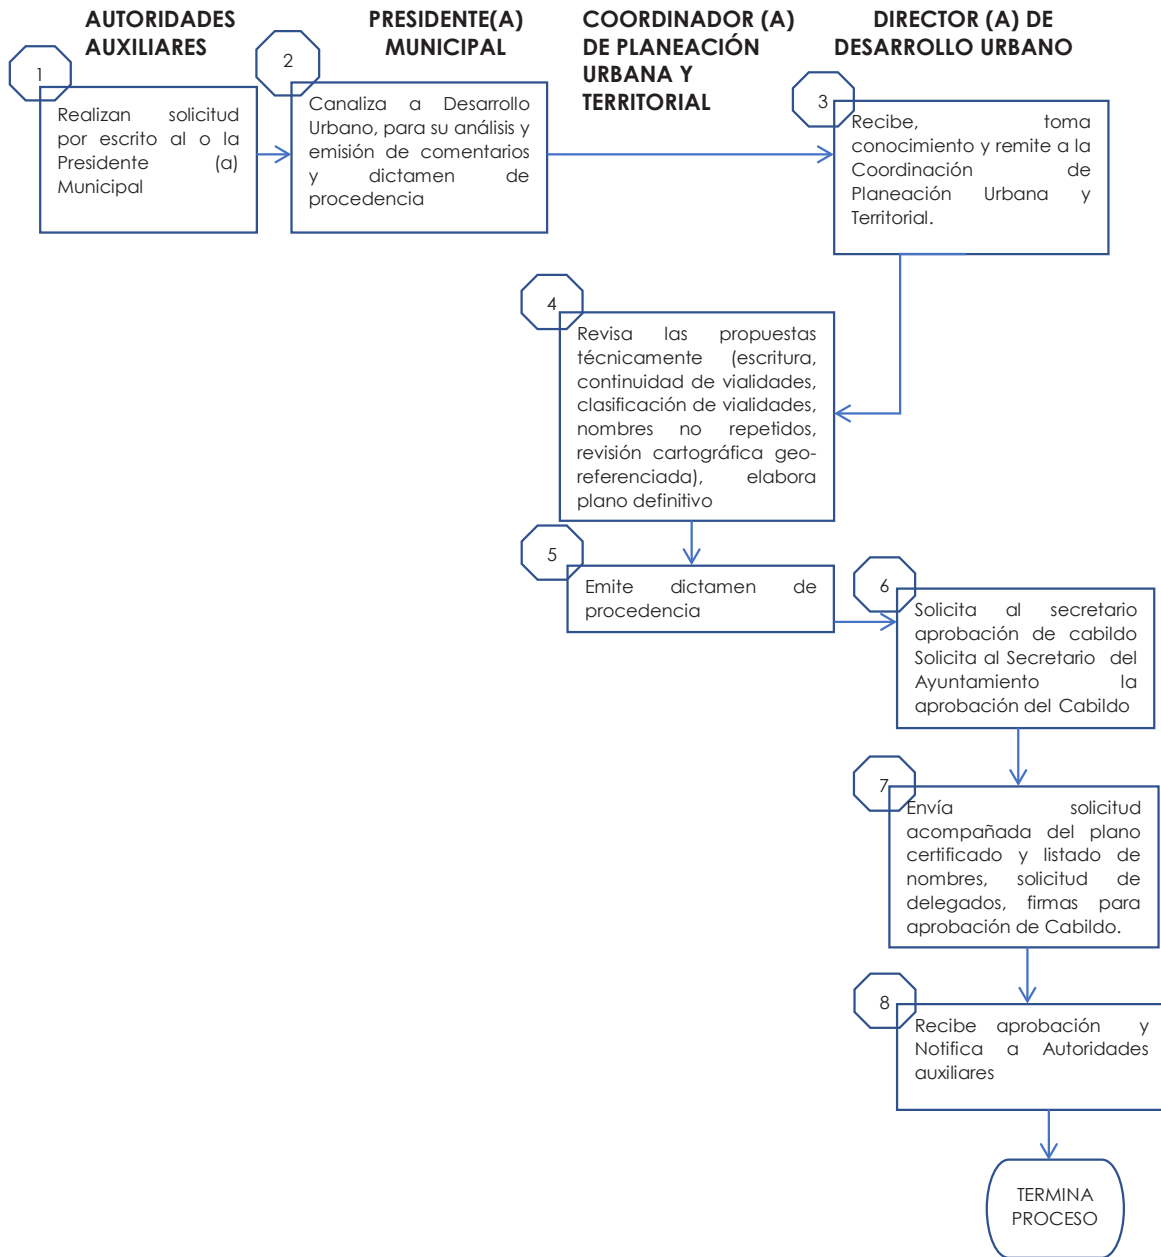 AUTORIDADES
AUXILIARES
PRESIDENTE(A)
MUNICIPAL
COORDINADOR (A)
DE PLANEACIÓN
URBANA Y
TERRITORIAL
DIRECTOR (A) DE
DESARROLLO URBANO
1
Realizan solicitud
por escrito al o la
Presidente (a)
Municipal
2
Canaliza a Desarrollo
Urbano, para su análisis y
emisión de comentarios
y dictamen de
procedencia
3
Recibe, toma
conocimiento y remite a la
Coordinación de
Planeación Urbana y
Territorial.
4
Revisa las propuestas
técnicamente (escritura,
continuidad de vialidades,
clasificación de vialidades,
nombres no repetidos,
revisión cartográfica geo-
referenciada), elabora
plano definitivo
5
Emite dictamen de
procedencia
6
Solicita al secretario
aprobación de cabildo
Solicita al Secretario del
Ayuntamiento la
aprobación del Cabildo
7
Envía solicitud
acompañada del plano
certificado y listado de
nombres, solicitud de
delegados, firmas para
aprobación de Cabildo.
8
Recibe aprobación y
Notifica a Autoridades
auxiliares
TERMINA
PROCESO